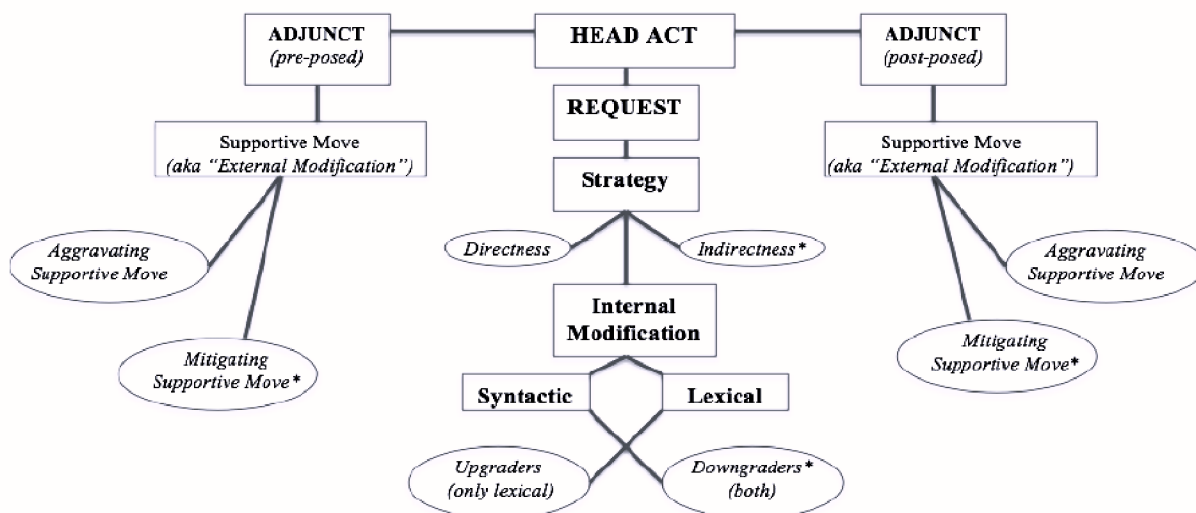 ADJUNCT
(pre-posed)
HEAD ACT
ADJUNCT
(post-posed)
REQUEST
Supportive Move
(aka "External Modification")
Supportive Move
(aka "External Modification")
Strategy
Directness
Indirectness*
Aggravating
Supportive Move
Aggravating
Supportive Move
Internal
Modification
Mitigating
Supportive Move*
Mitigating
Supportive Move*
Syntactic
Lexical
Upgraders
(only lexical)
Downgraders*
(both)